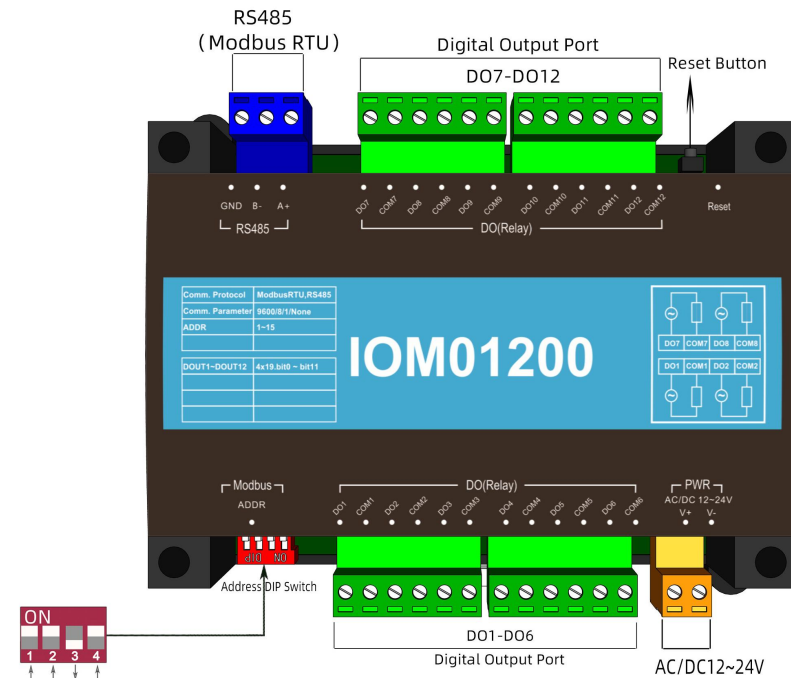 RS485
(Modbus RTU)
Digital Output Port
DO7-DO12
Reset Button
GND B- A+
RS485
DO7 COM7 DO8 COM8 DO9 COM9 DO10 COM10 DO11 COM11 DO12 COM12
DO(Relay)
Reset
Comm. Protocol ModbusRTU,RS485
Comm. Parameter 9600/8/1/None
ADDR 1~15
DOUT1~DOUT12 4x19.bit0 ~ bit11
IOM01200
DO7 COM7 DO8 COM8
DO1 COM1 DO2 COM2
Modbus
ADDR
DO(Relay)
DO1 COM1 DO2 COM2 DO3 COM3 DO4 COM4 DO5 COM5 DO6 COM6
PWR
AC/DC 12~24V
V+ V-
ON DIP
Address DIP Switch
ON
1 2 3 4
DO1-DO6
Digital Output Port
AC/DC12~24V